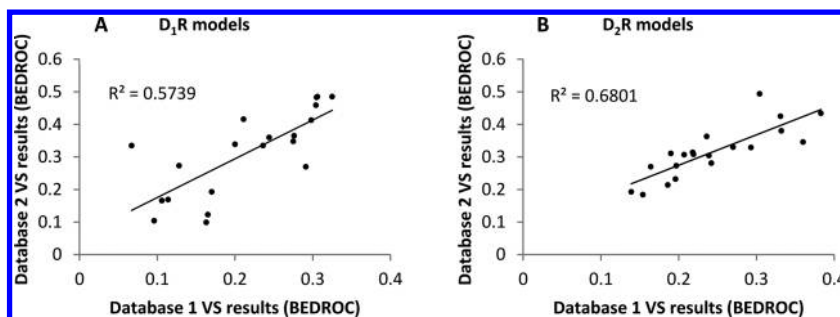 A D₁R models
Database 2 VS results (BEDROC)
0.6
0.5
0.4
0.3
0.2
0.1
0
R² = 0.5739
0 0.1 0.2 0.3 0.4
Database 1 VS results (BEDROC)
B D₂R models
Database 2 VS results (BEDROC)
0.6
0.5
0.4
0.3
0.2
0.1
0
R² = 0.6801
0 0.1 0.2 0.3 0.4
Database 1 VS results (BEDROC)